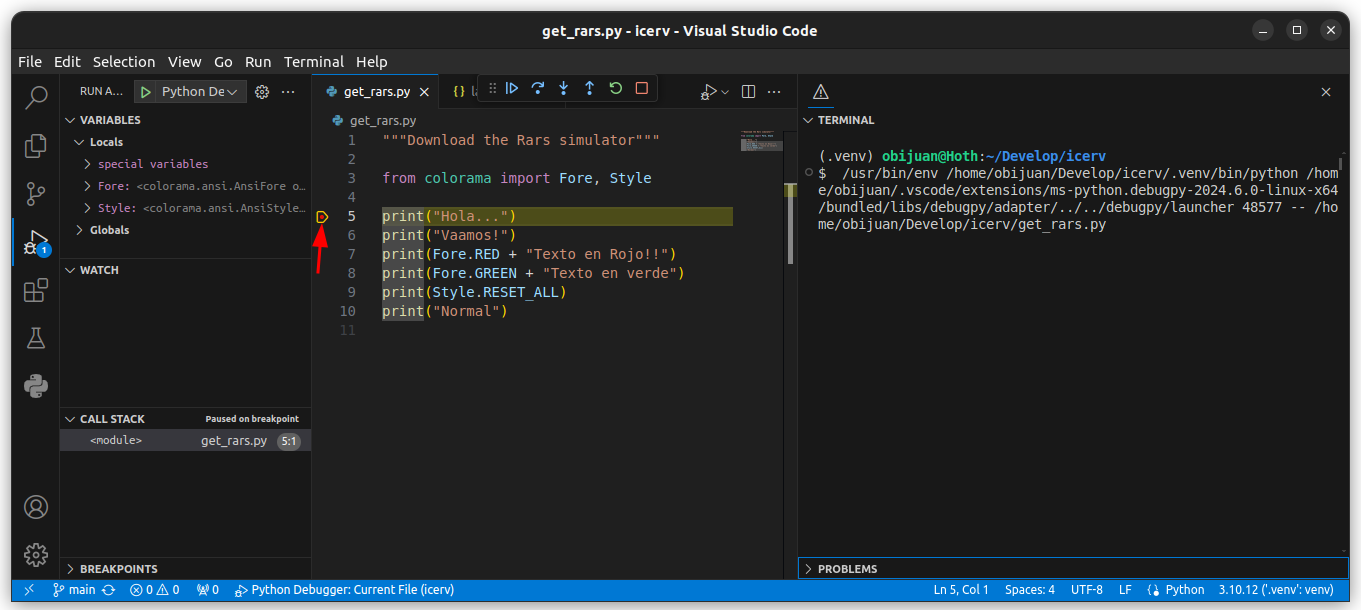 get_rars.py - icerv - Visual Studio Code
File Edit Selection View Go Run Terminal Help
RUN A... Python De
get_rars.py
{}
VARIABLES
Locals
special variables
Fore: <colorama.ansi.AnsiFore o...
Style: <colorama.ansi.AnsiStyle...
Globals
WATCH
CALL STACK Paused on breakpoint
<module> get_rars.py 5:1
BREAKPOINTS
1
get_rars.py
1 """Download the Rars simulator"""
2
3 from colorama import Fore, Style
4
5 print("Hola...")
6 print("Vaamos!")
7 print(Fore.RED + "Texto en Rojo!!")
8 print(Fore.GREEN + "Texto en verde")
9 print(Style.RESET_ALL)
10 print("Normal")
11
TERMINAL
(.venv) obijuan@Hoth:~/Develop/icerv
$ /usr/bin/env /home/obijuan/Develop/icerv/.venv/bin/python /hom
e/obijuan/.vscode/extensions/ms-python.debugpy-2024.6.0-linux-x64
/bundled/libs/debugpy/adapter/../../debugpy/launcher 48577 -- /ho
me/obijuan/Develop/icerv/get_rars.py
PROBLEMS
main 0 0 0 Python Debugger: Current File (icerv) Ln 5, Col 1 Spaces: 4 UTF-8 LF Python 3.10.12 ('.venv': venv)